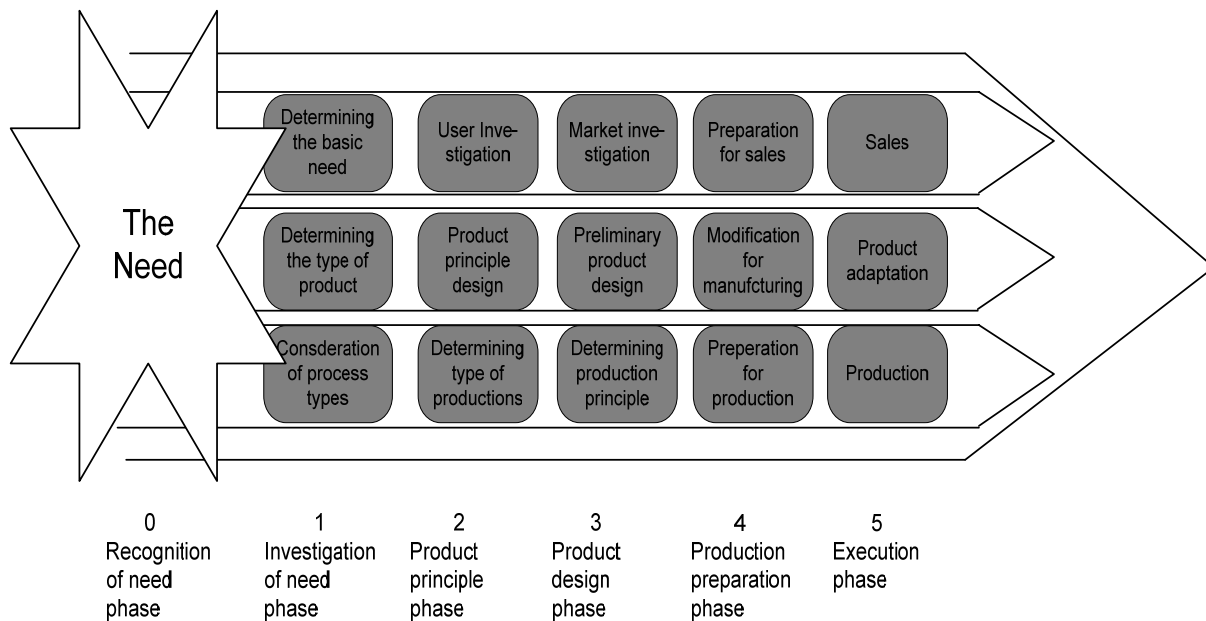 The
Need
Determining
the basic
need
User Inve-
stigation
Market inve-
stigation
Preparation
for sales
Sales
Determining
the type of
product
Product
principle
design
Preliminary
product
design
Modification
for
manufcturing
Product
adaptation
Consderation
of process
types
Determining
type of
productions
Determining
production
principle
Preperation
for
production
Production
0
Recognition
of need
phase
1
Investigation
of need
phase
2
Product
principle
phase
3
Product
design
phase
4
Production
preparation
phase
5
Execution
phase